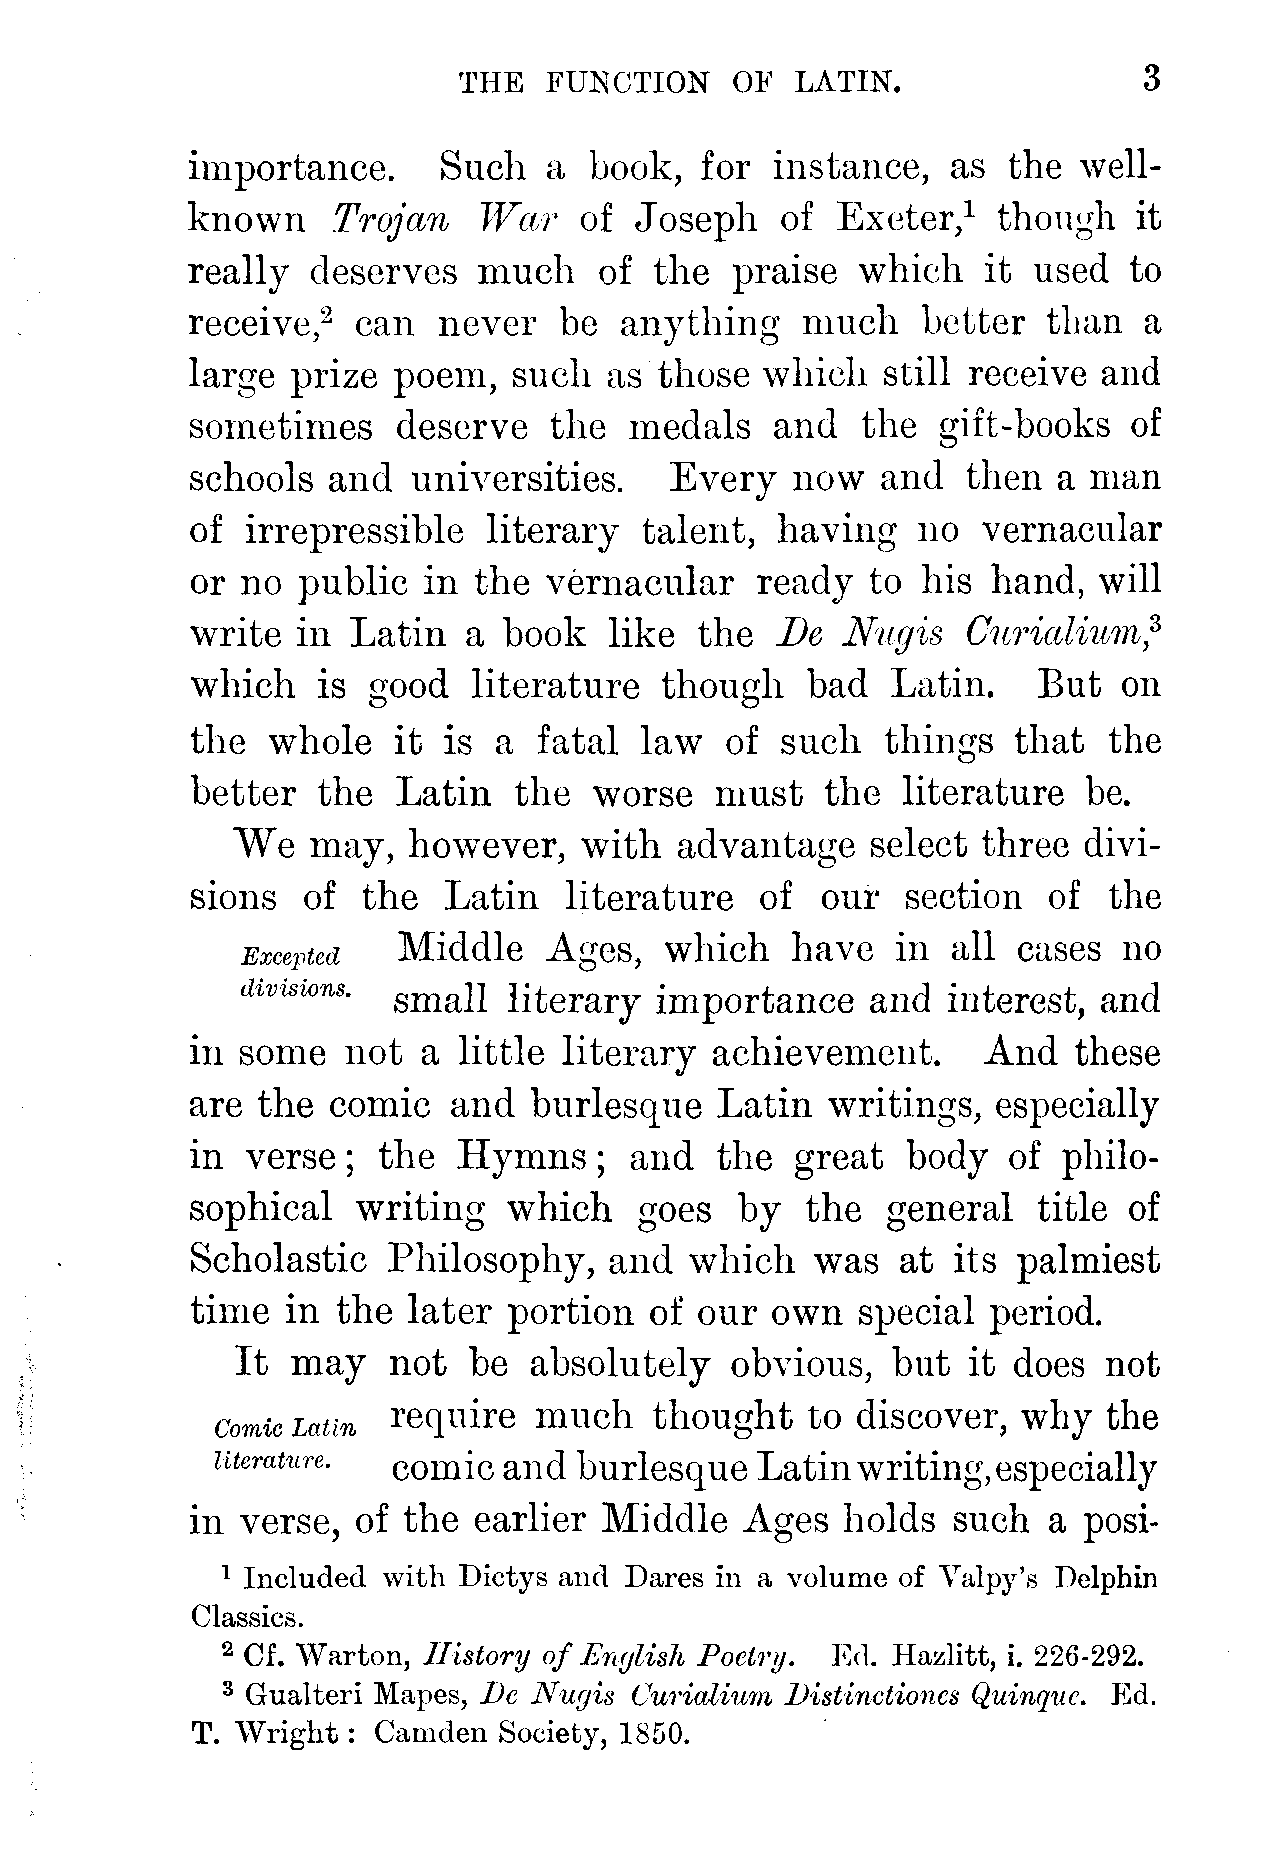 THE FUNCTION OF LATIN. 3
importance. Such a book, for instance, as the well-
known Trojan War of Joseph of Exeter,¹ though it
really deserves much of the praise which it used to
receive,² can never be anything much better than a
large prize poem, such as those which still receive and
sometimes deserve the medals and the gift-books of
schools and universities. Every now and then a man
of irrepressible literary talent, having no vernacular
or no public in the vernacular ready to his hand, will
write in Latin a book like the De Nugis Curialium,³
which is good literature though bad Latin. But on
the whole it is a fatal law of such things that the
better the Latin the worse must the literature be.
We may, however, with advantage select three divi-
sions of the Latin literature of our section of the
Excepted
divisions.
Middle Ages, which have in all cases no
small literary importance and interest, and
in some not a little literary achievement. And these
are the comic and burlesque Latin writings, especially
in verse; the Hymns; and the great body of philo-
sophical writing which goes by the general title of
Scholastic Philosophy, and which was at its palmiest
time in the later portion of our own special period.
It may not be absolutely obvious, but it does not
Comic Latin
literature.
require much thought to discover, why the
comic and burlesque Latin writing, especially
in verse, of the earlier Middle Ages holds such a posi-
¹ Included with Dictys and Dares in a volume of Valpy's Delphin
Classics.
² Cf. Warton, History of English Poetry. Ed. Hazlitt, i. 226-292.
³ Gualteri Mapes, De Nugis Curialium Distinctiones Quinque. Ed.
T. Wright: Camden Society, 1850.